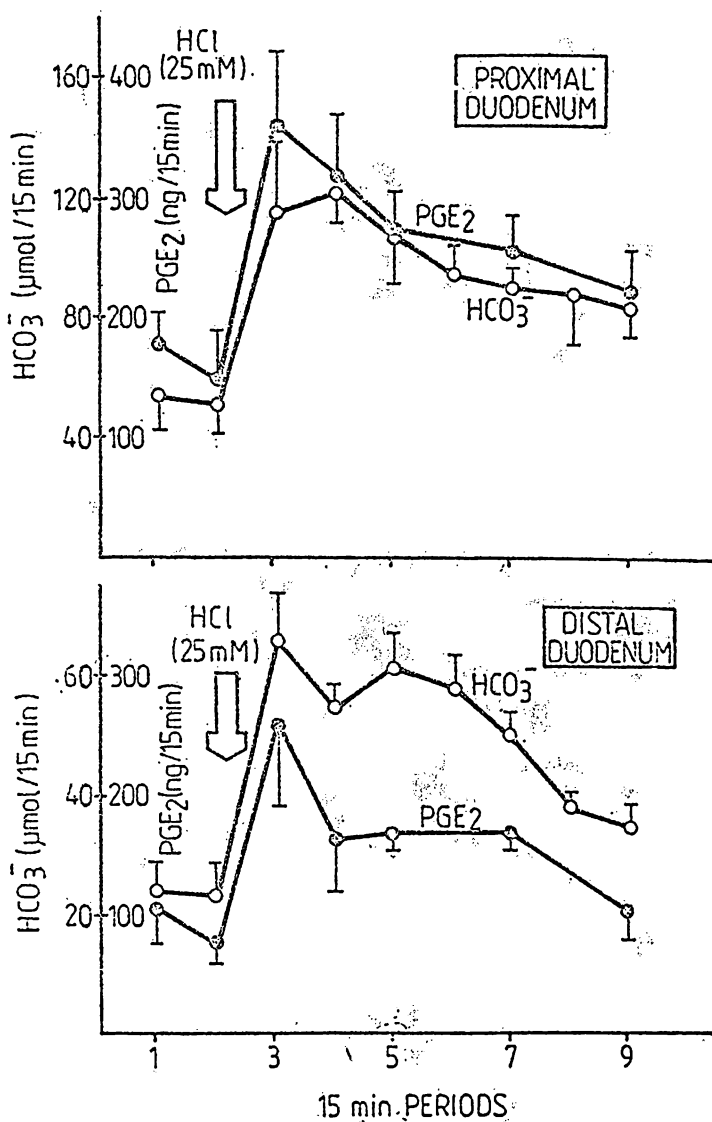 HCl
(25mM)
PROXIMAL
DUODENUM
HCO3⁻ (µmol/15min)
PGE2 (ng/15min)
160 400
120 300
80 200
40 100
PGE2
HCO3⁻
HCl
(25mM)
DISTAL
DUODENUM
HCO3⁻ (µmol/15min)
PGE2(ng/15min)
60 300
40 200
20 100
HCO3⁻
PGE2
1 3 5 7 9
15 min. PERIODS